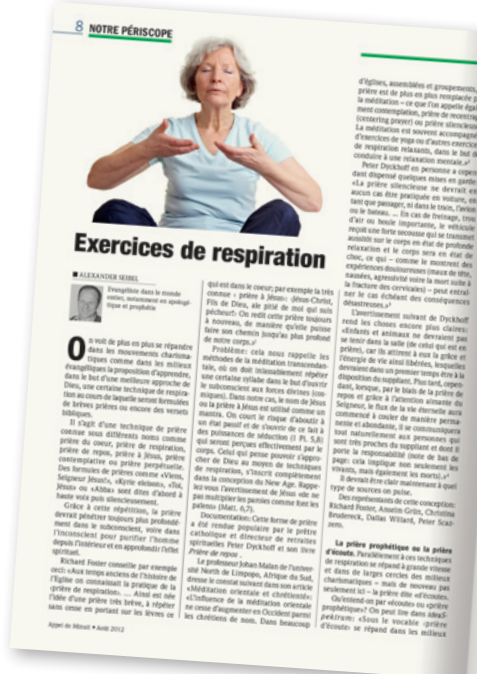 8 NOTRE PÉRISCOPE
Exercices de respiration
ALEXANDER SEIBEL
Evangéliste dans le monde
entier, notamment en apologé-
tique et prophétie
On voit de plus en plus se répandre
dans les mouvements charisma-
tiques comme dans les milieux
évangéliques la proposition d'apprendre,
dans le but d'une meilleure approche de
Dieu, une certaine technique de respira-
tion au cours de laquelle seront formulées
de brèves prières ou encore des versets
bibliques.
Il s'agit d'une technique de prière
connue sous différents noms comme
prière du coeur, prière de respiration,
prière de repos, prière à Jésus, prière
contemplative ou prière perpétuelle.
Des formules de prières comme «Viens,
Seigneur Jésus!», «Kyrie eleison», «Toi,
Jésus» ou «Abba» sont dites d'abord à
haute voix puis silencieusement.
Grâce à cette répétition, la prière
devrait pénétrer toujours plus profondé-
ment dans le subconscient, voire dans
l'inconscient pour purifier l'homme
depuis l'intérieur et en approfondir l'effet
spirituel.
Richard Foster conseille par exemple
ceci: «Aux temps anciens de l'histoire de
l'Eglise on connaissait la pratique de la
‹prière de respiration›. ... Ainsi est née
l'idée d'une prière très brève, à répéter
sans cesse en portant sur les lèvres ce
qui est dans le coeur; par exemple la très
connue ‹ prière à Jésus›: ‹Jésus-Christ,
Fils de Dieu, aie pitié de moi qui suis
pécheur!› On redit cette prière toujours
à nouveau, de manière qu'elle puisse
faire son chemin jusqu'au plus profond
de notre corps.»¹
Problème: cela nous rappelle les
méthodes de la méditation transcendan-
tale, où on doit inlassablement répéter
une certaine syllabe dans le but d'ouvrir
le subconscient aux forces divines (cos-
miques). Dans notre cas, le nom de Jésus
ou la prière à Jésus est utilisé comme un
mantra. On court le risque d'aboutir à
un état passif et de s'ouvrir de ce fait à
des puissances de séduction (1 Pi. 5,8)
qui seront perçues effectivement par le
corps. Celui qui pense pouvoir s'appro-
cher de Dieu au moyen de techniques
de respiration, s'inscrit complètement
dans la conception du New Age. Rappe-
lez vous l'avertissement de Jésus «de ne
pas multiplier les paroles comme font les
païens» (Matt. 6,7).
Documentation: Cette forme de prière
a été rendue populaire par le prêtre
catholique et directeur de retraites
spirituelles Peter Dyckhoff et son livre
Prière de repos .
Le professeur Johan Malan de l'univer-
sité North de Limpopo, Afrique du Sud,
dresse le constat suivant dans son article
«Méditation orientale et chrétienté»:
«L'influence de la méditation orientale
ne cesse d'augmenter en Occident parmi
les chrétiens de nom. Dans beaucoup
d'églises, assemblées et groupements,
prière est de plus en plus remplacée
la méditation – ce que l'on appelle
ment contemplation, prière de
(centering prayer) ou prière
La méditation est souvent
d'exercices de yoga ou d'autres
de respiration relaxants, dans le but
conduire à une relaxation mentale.»²
Peter Dyckhoff en personne a
dant dispensé quelques mises en garde:
«La prière silencieuse ne devrait en
aucun cas être pratiquée en voiture, en
tant que passager, ni dans le train, l'avion
ou le bateau. ... En cas de freinage, trou
d'air ou houle importante, le véhicule
reçoit une forte secousse qui se transmet
aussitôt sur le corps en état de profonde
relaxation et le corps sera en état de
choc, ce qui – comme le montrent des
expériences douloureuses (maux de tête,
nausées, agressivité voire la mort suite à
la fracture des cervicales) – peut entraî-
ner le cas échéant des conséquences
désastreuses.»³
L'avertissement suivant de Dyckhoff
rend les choses encore plus claires:
«Enfants et animaux ne devraient pas
se tenir dans la salle (de celui qui est en
prière), car ils attirent à eux la grâce et
l'énergie de vie ainsi libérées, lesquelles
devraient dans un premier temps être à la
disposition du suppliant. Plus tard, cepen-
dant, lorsque, par le biais de la prière de
repos et grâce à l'attention aimante du
Seigneur, le flux de la vie éternelle aura
commencé à couler de manière perma-
nente et abondante, il se communiquera
tout naturellement aux personnes qui
sont très proches du suppliant et dont il
porte la responsabilité (note de bas de
page: cela implique non seulement les
vivants, mais également les morts).»⁴
Il devrait être clair maintenant à quel
type de sources on puise.
Des représentants de cette conception:
Richard Foster, Anselm Grün, Christina
Brudereck, Dallas Willard, Peter Scaz-
zero.
La prière prophétique ou la prière
d'écoute. Parallèlement à ces techniques
de respiration se répand à grande vitesse
et dans de larges cercles des milieux
charismatiques – mais de nouveau pas
seulement ici – la prière dite «d'écoute».
Qu'entend-on par «écoute» ou «prière
prophétique»? On peut lire dans ideaS-
pektrum: «Sous le vocable ‹prière
d'écoute› se répand dans les milieux
Appel de Minuit • Août 2012